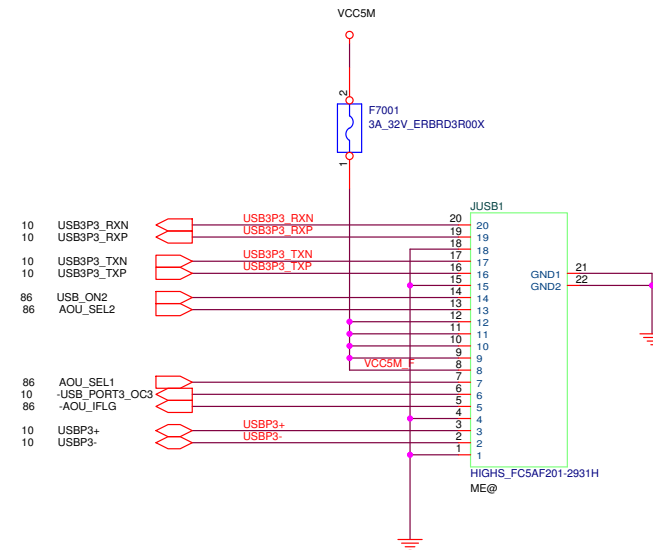 VCC5M
2
F7001
3A_32V_ERBRD3R00X
1
JUSB1
10 USB3P3_RXN USB3P3_RXN 20 20
10 USB3P3_RXP USB3P3_RXP 19 19
18 18
10 USB3P3_TXN USB3P3_TXN 17 17
10 USB3P3_TXP USB3P3_TXP 16 16 GND1 21
15 15 GND2 22
86 USB_ON2 14 14
86 AOU_SEL2 13 13
12 12
11 11
10 10
9 9
VCC5M_F 8 8
86 AOU_SEL1 7 7
10 -USB_PORT3_OC3 6 6
86 -AOU_IFLG 5 5
4 4
10 USBP3+ USBP3+ 3 3
10 USBP3- USBP3- 2 2
1 1
HIGHS_FC5AF201-2931H
ME@